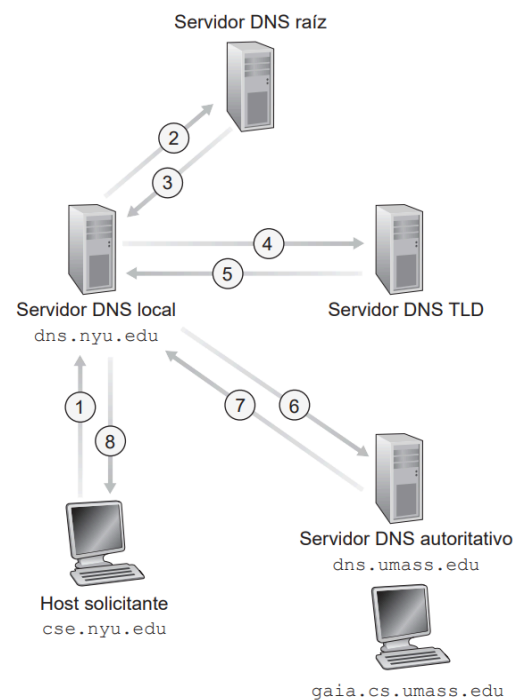 Servidor DNS raíz
2
3
4
5
Servidor DNS local
dns.nyu.edu
Servidor DNS TLD
1
8
7
6
Servidor DNS autoritativo
dns.umass.edu
Host solicitante
cse.nyu.edu
gaia.cs.umass.edu